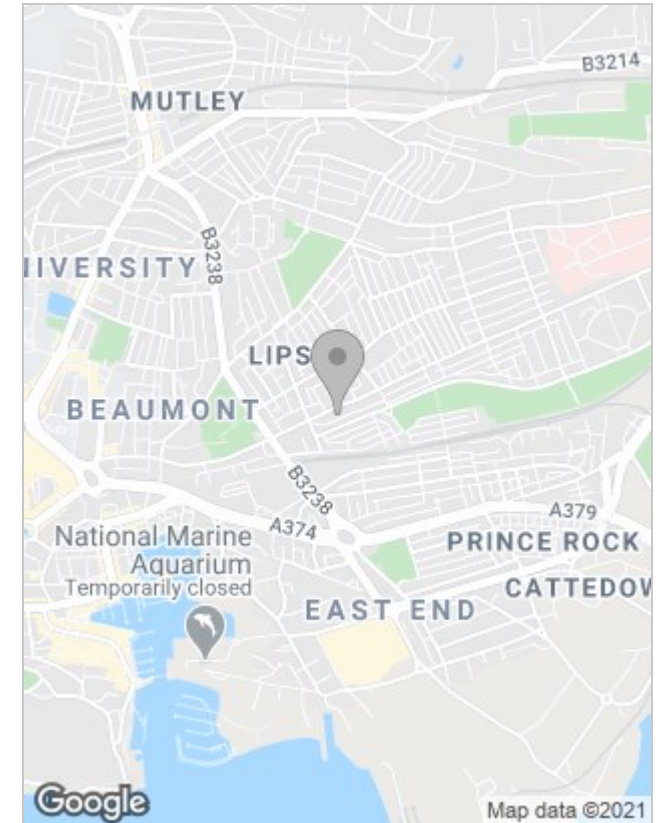 B3214
MUTLEY
B3238
NIVERSITY
LIPS
BEAUMONT
B3238
A374
A379
National Marine
Aquarium
Temporarily closed
PRINCE ROCK
CATTEDOW
EAST END
Google
Map data ©2021